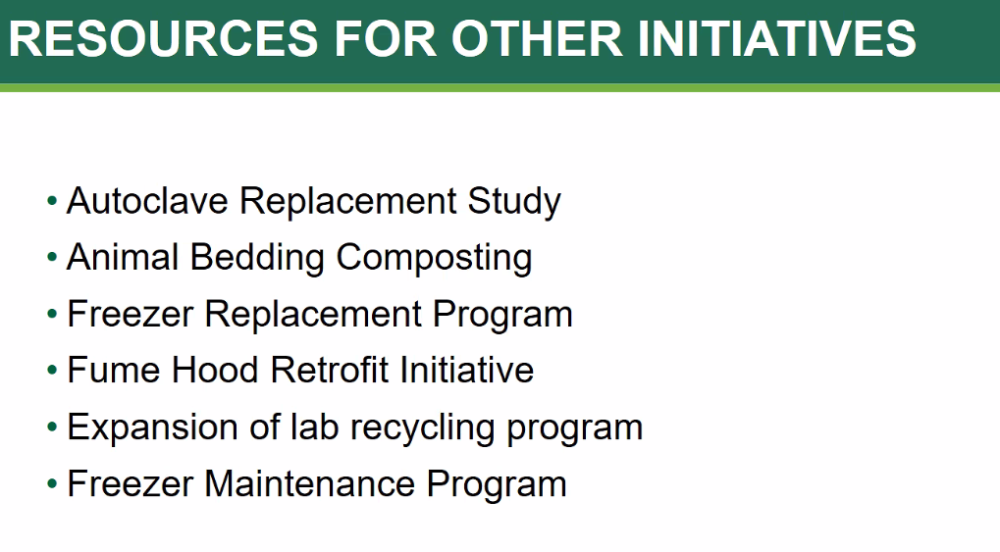 RESOURCES FOR OTHER INITIATIVES
• Autoclave Replacement Study
• Animal Bedding Composting
• Freezer Replacement Program
• Fume Hood Retrofit Initiative
• Expansion of lab recycling program
• Freezer Maintenance Program